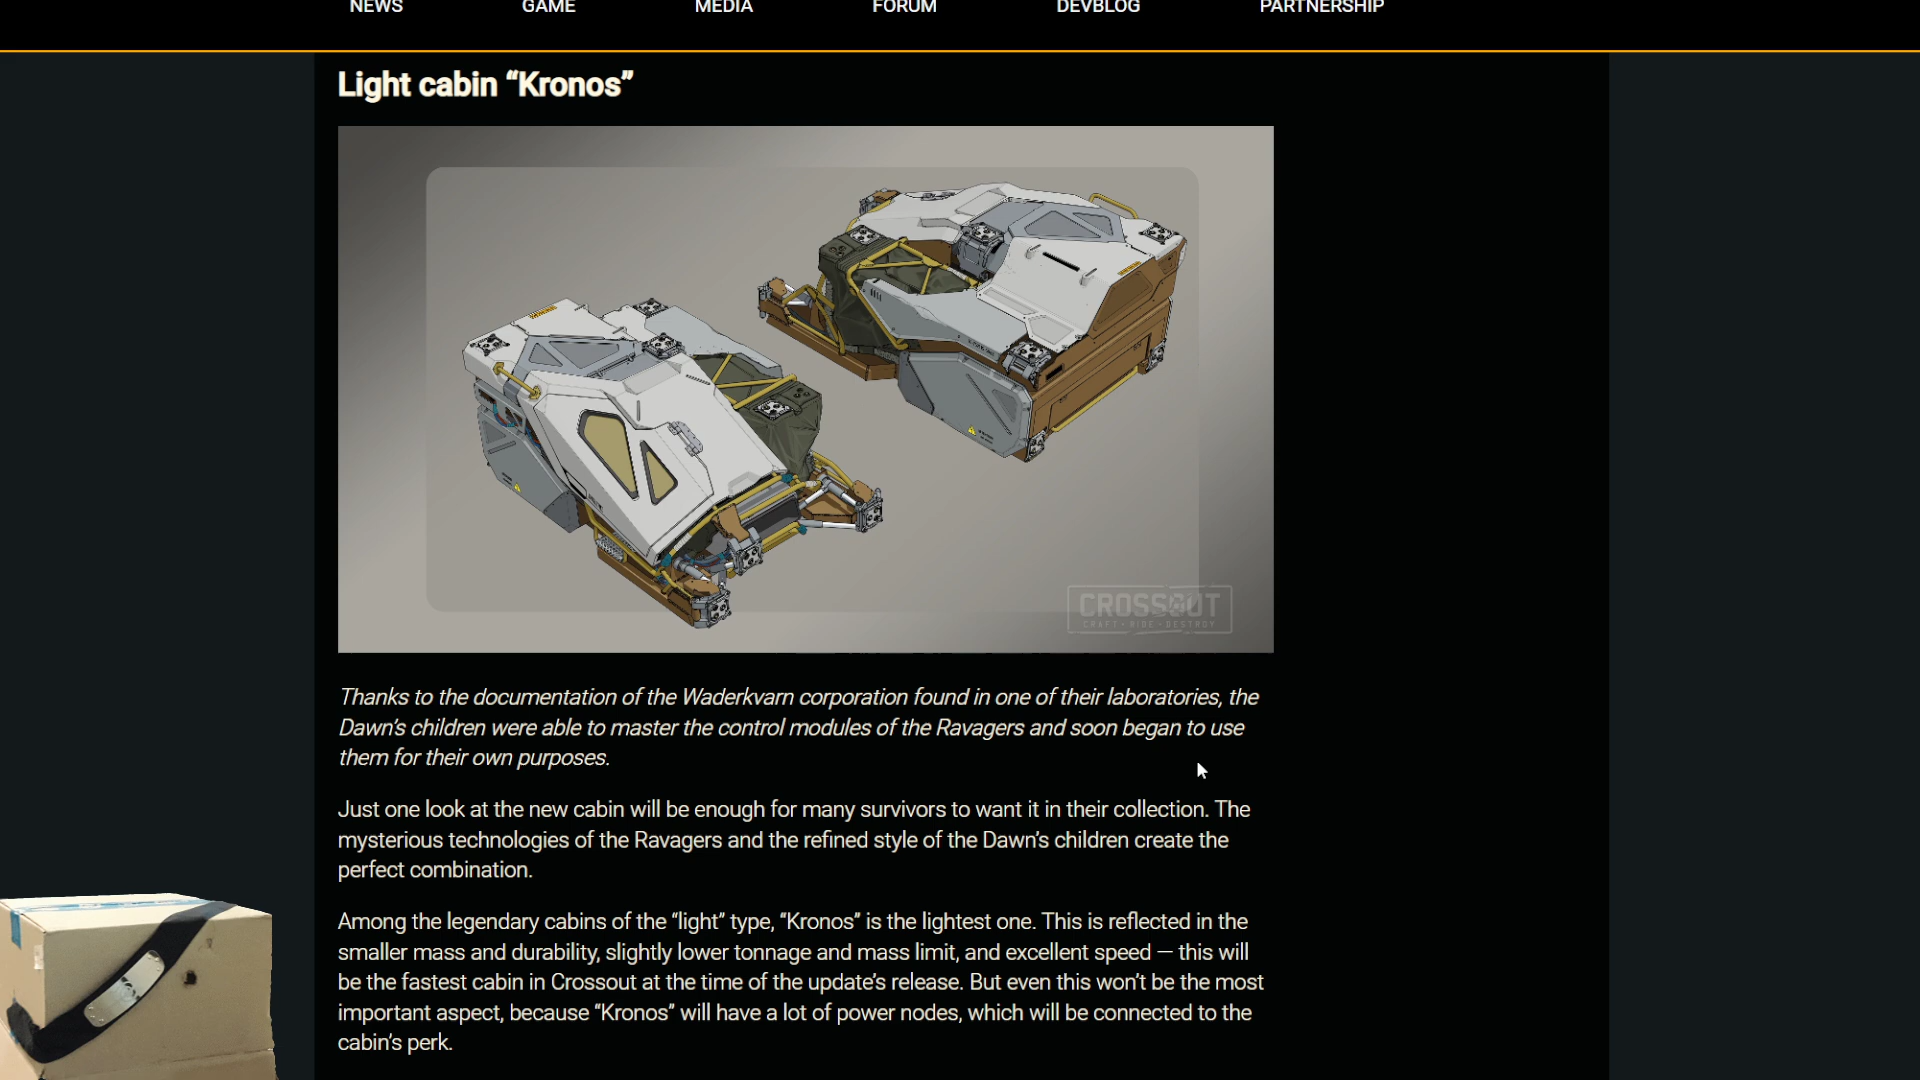 NEWS GAME MEDIA FORUM DEVBLOG PARTNERSHIP
Light cabin “Kronos”
CROSSOUT
CRAFT • RIDE • DESTROY
Thanks to the documentation of the Waderkvarn corporation found in one of their laboratories, the
Dawn’s children were able to master the control modules of the Ravagers and soon began to use
them for their own purposes.
Just one look at the new cabin will be enough for many survivors to want it in their collection. The
mysterious technologies of the Ravagers and the refined style of the Dawn’s children create the
perfect combination.
Among the legendary cabins of the “light” type, “Kronos” is the lightest one. This is reflected in the
smaller mass and durability, slightly lower tonnage and mass limit, and excellent speed — this will
be the fastest cabin in Crossout at the time of the update’s release. But even this won’t be the most
important aspect, because “Kronos” will have a lot of power nodes, which will be connected to the
cabin’s perk.